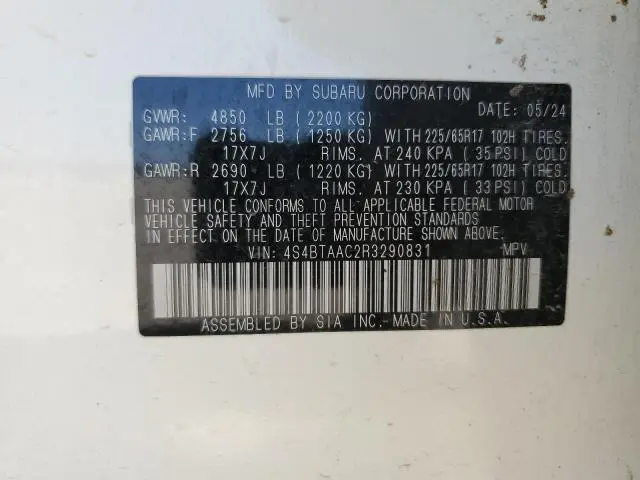 MFD BY SUBARU CORPORATION
GVWR: 4850 LB (2200 KG) DATE: 05/24
GAWR:F 2756 LB (1250 KG) WITH 225/65R17 102H TIRES.
17X7J RIMS. AT 240 KPA (35 PSI) COLD
GAWR:R 2690 LB (1220 KG) WITH 225/65R17 102H TIRES.
17X7J RIMS. AT 230 KPA (33 PSI) COLD
THIS VEHICLE CONFORMS TO ALL APPLICABLE FEDERAL MOTOR
VEHICLE SAFETY AND THEFT PREVENTION STANDARDS
IN EFFECT ON THE DATE OF MANUFACTURE SHOWN ABOVE.
VIN: 4S4BTAAC2R3290831 MPV
ASSEMBLED BY SIA INC.-MADE IN U.S.A.